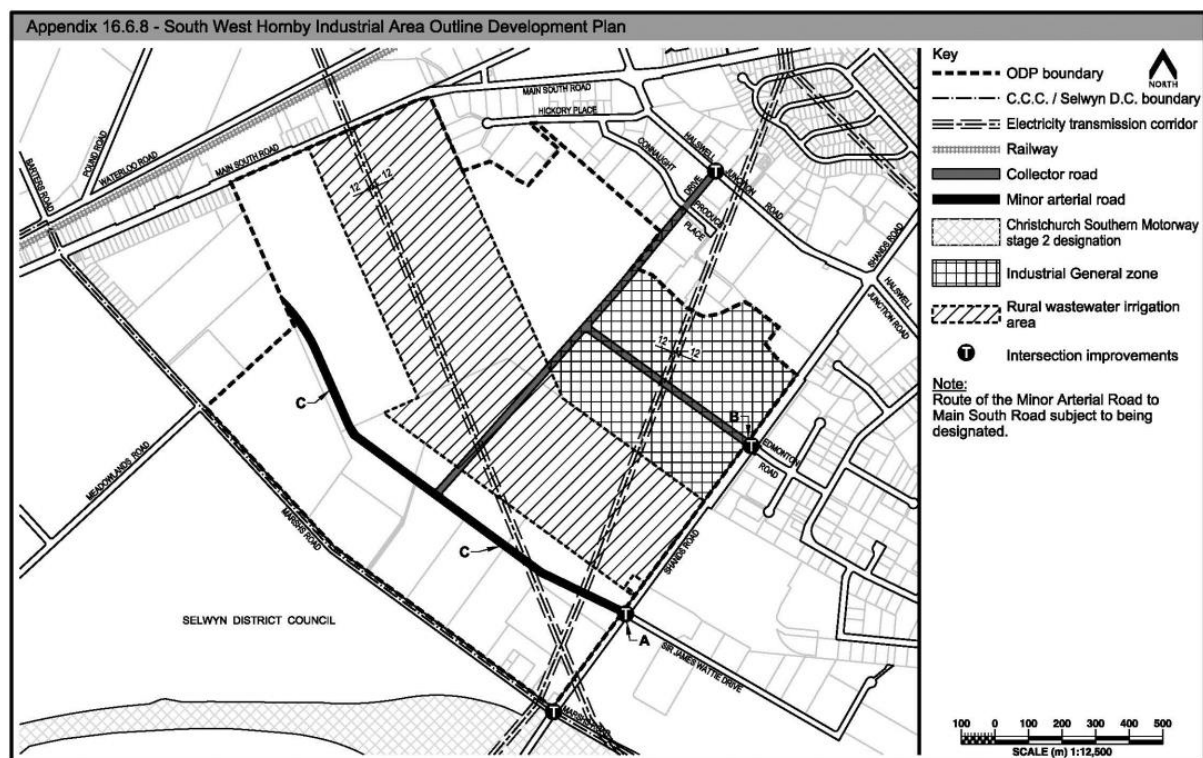 Appendix 16.6.8 - South West Hornby Industrial Area Outline Development Plan
MAIN SOUTH ROAD
HICKORY PLACE
WATERLOO ROAD
POUND ROAD
BARTERS ROAD
MAIN SOUTH ROAD
CONNAUGHT
DRIVE
HALSWELL
JUNCTION
ROAD
T
PRODUCE
PLACE
SHANDS ROAD
HALSWELL
JUNCTION ROAD
12
12
12
12
C
B
T
EDMONTON
ROAD
MEADOWLANDS ROAD
MARSHS ROAD
C
SHANDS ROAD
SELWYN DISTRICT COUNCIL
T
A
SIR JAMES WATTIE DRIVE
T
Key
NORTH
ODP boundary
C.C.C. / Selwyn D.C. boundary
Electricity transmission corridor
Railway
Collector road
Minor arterial road
Christchurch Southern Motorway
stage 2 designation
Industrial General zone
Rural wastewater irrigation
area
T
Intersection improvements
Note:
Route of the Minor Arterial Road to
Main South Road subject to being
designated.
100 0 100 200 300 400 500
SCALE (m) 1:12,500